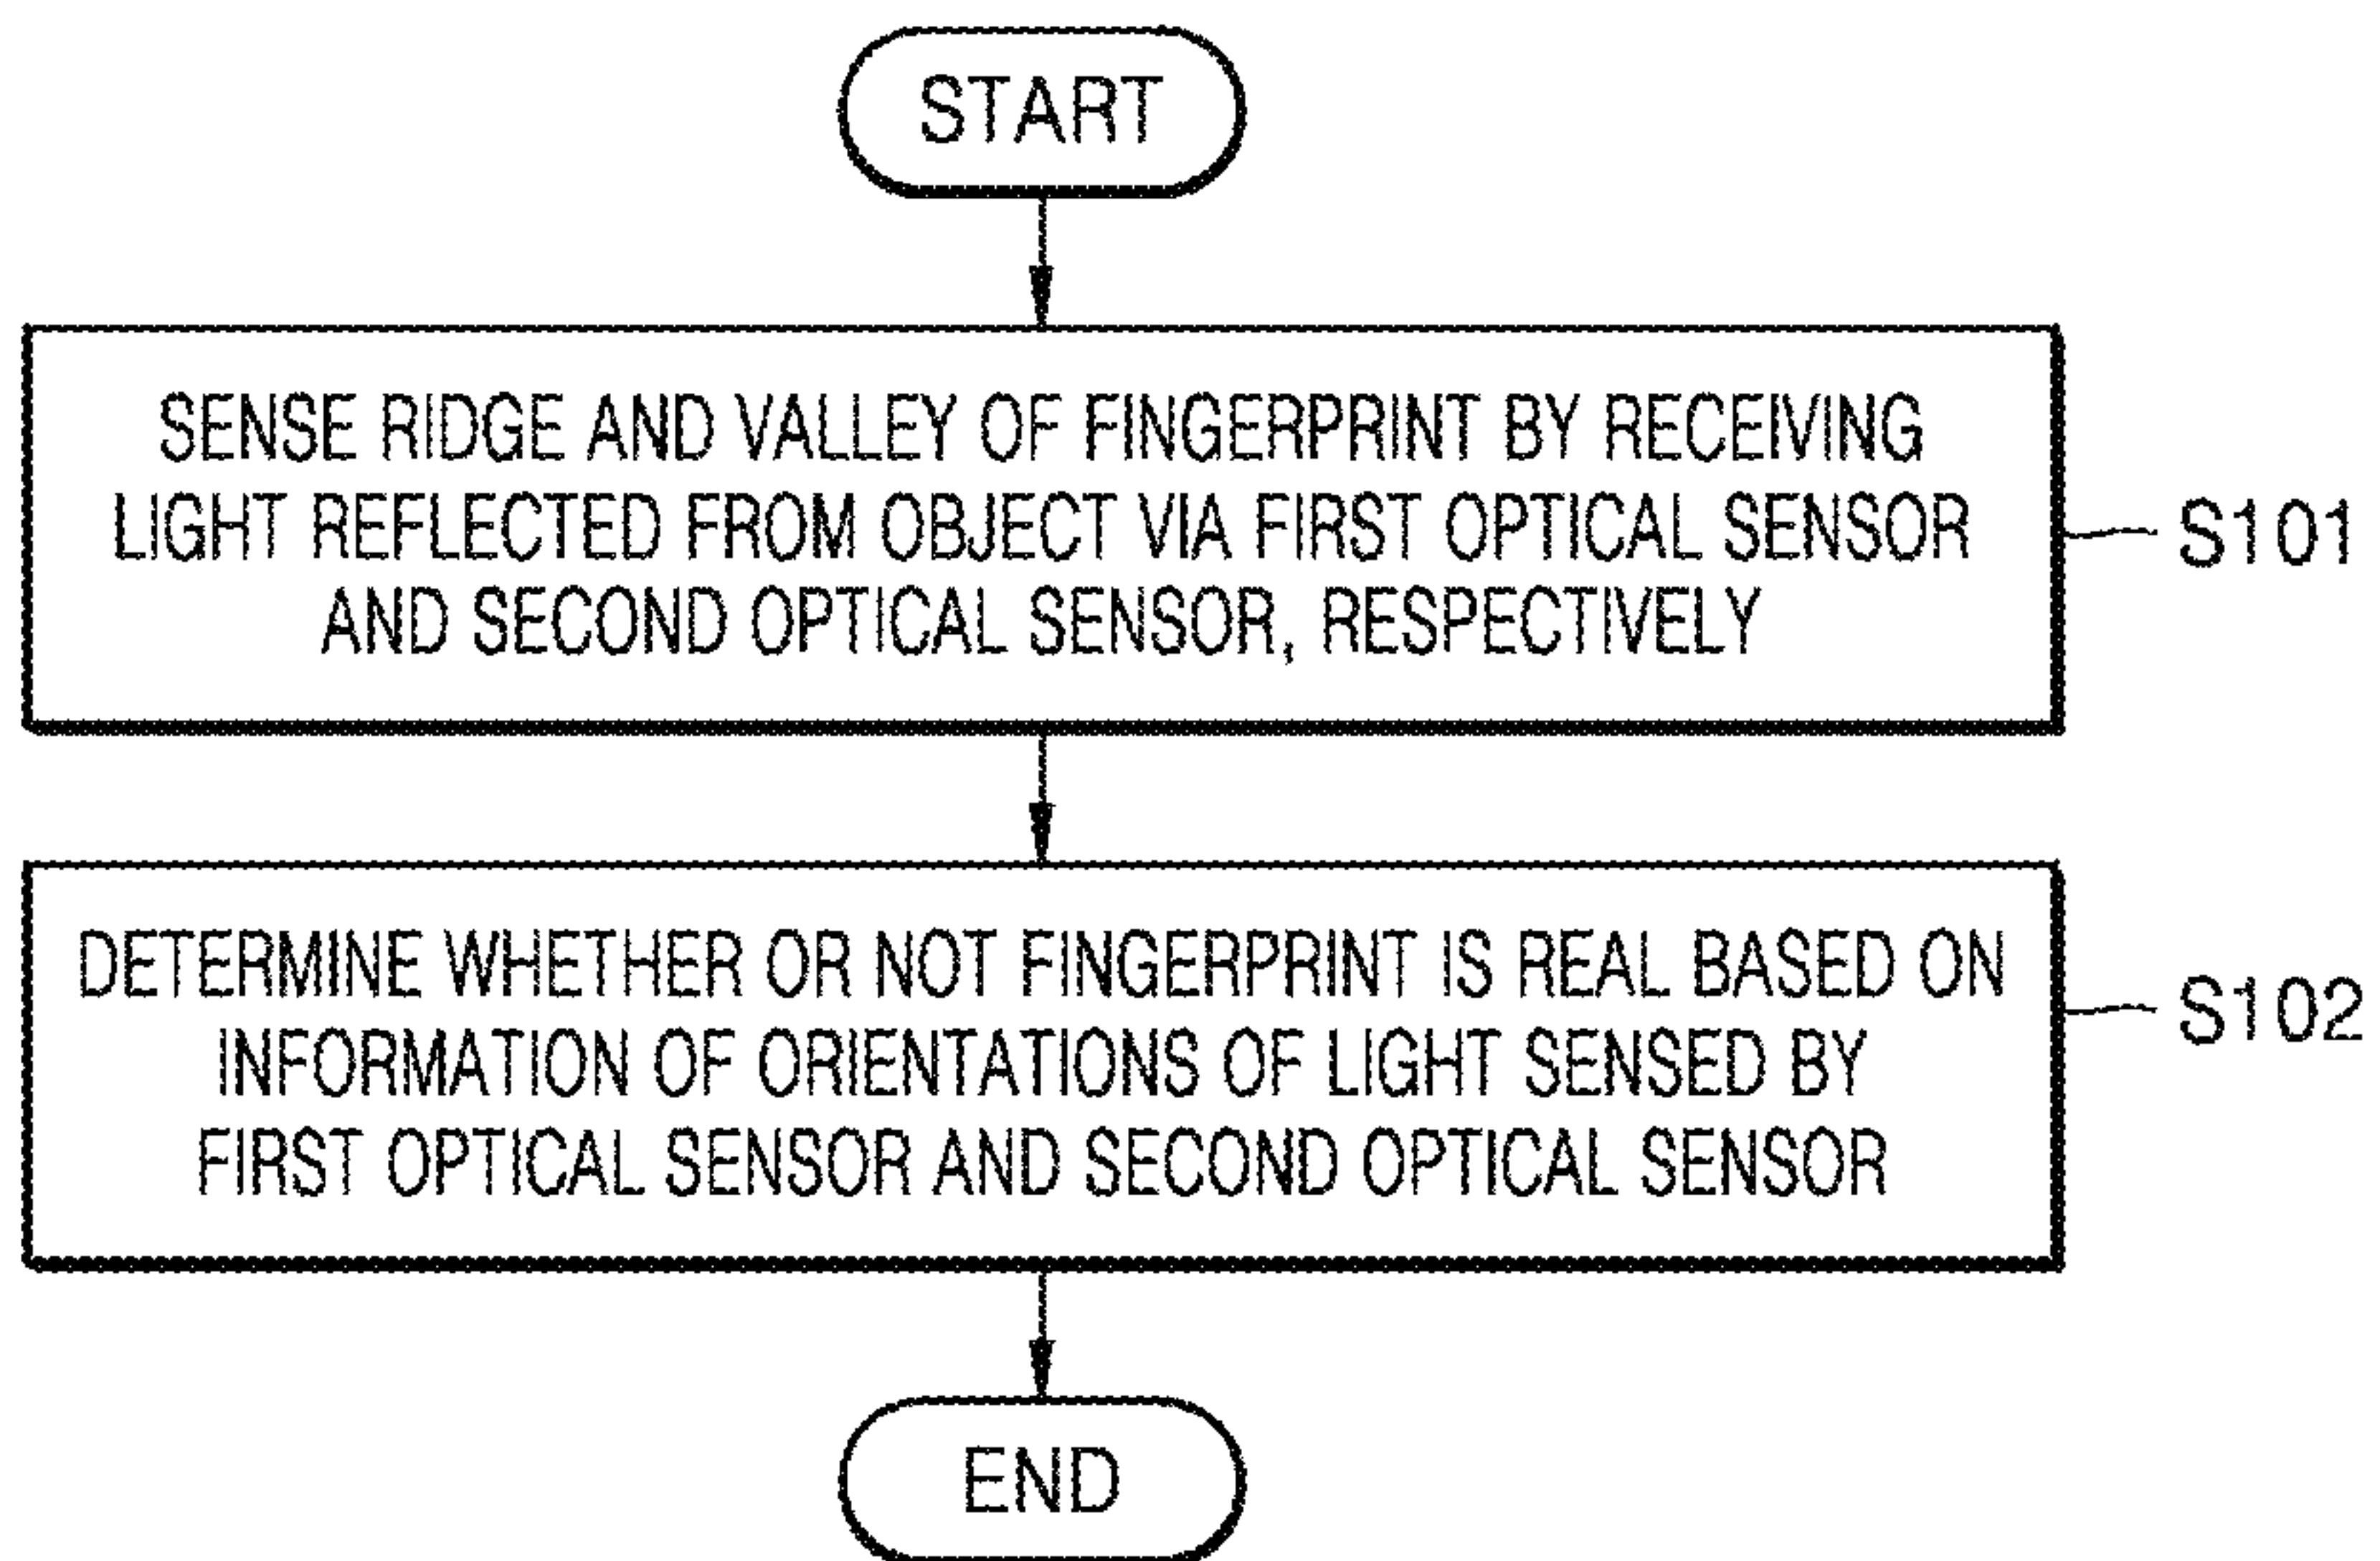 START
SENSE RIDGE AND VALLEY OF FINGERPRINT BY RECEIVING
LIGHT REFLECTED FROM OBJECT VIA FIRST OPTICAL SENSOR
AND SECOND OPTICAL SENSOR, RESPECTIVELY
S101
DETERMINE WHETHER OR NOT FINGERPRINT IS REAL BASED ON
INFORMATION OF ORIENTATIONS OF LIGHT SENSED BY
FIRST OPTICAL SENSOR AND SECOND OPTICAL SENSOR
S102
END